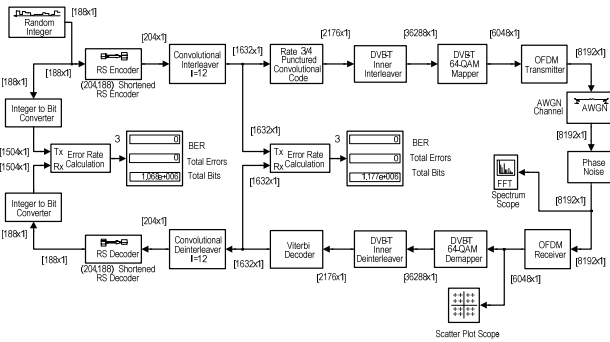 [188x1]
Random
Integer
[188x1]
[188x1]
RS Encoder
(204,188) Shortened
RS Encoder
[204x1]
Convolutional
Interleaver
I=12
[1632x1]
Rate 3/4
Punctured
Convolutional
Code
[2176x1]
DVB-T
Inner
Interleaver
[36288x1]
DVB-T
64-QAM
Mapper
[6048x1]
OFDM
Transmitter
[8192x1]
Integer to Bit
Converter
[1504x1]
Tx
Rx
Error Rate
Calculation
3
0
0
1.068e+006
BER
Total Errors
Total Bits
[1632x1]
Tx
Rx
Error Rate
Calculation
[1632x1]
3
0
0
1.177e+006
BER
Total Errors
Total Bits
AWGN
Channel
AWGN
[8192x1]
Phase
Noise
FFT
Spectrum
Scope
[8192x1]
[1504x1]
Integer to Bit
Converter
[188x1]
[188x1]
RS Decoder
(204,188) Shortened
RS Decoder
[204x1]
Convolutional
Deinterleaver
I=12
[1632x1]
Viterbi
Decoder
[2176x1]
DVB-T
Inner
Deinterleaver
[36288x1]
DVB-T
64-QAM
Demapper
[6048x1]
OFDM
Receiver
[8192x1]
Scatter Plot Scope